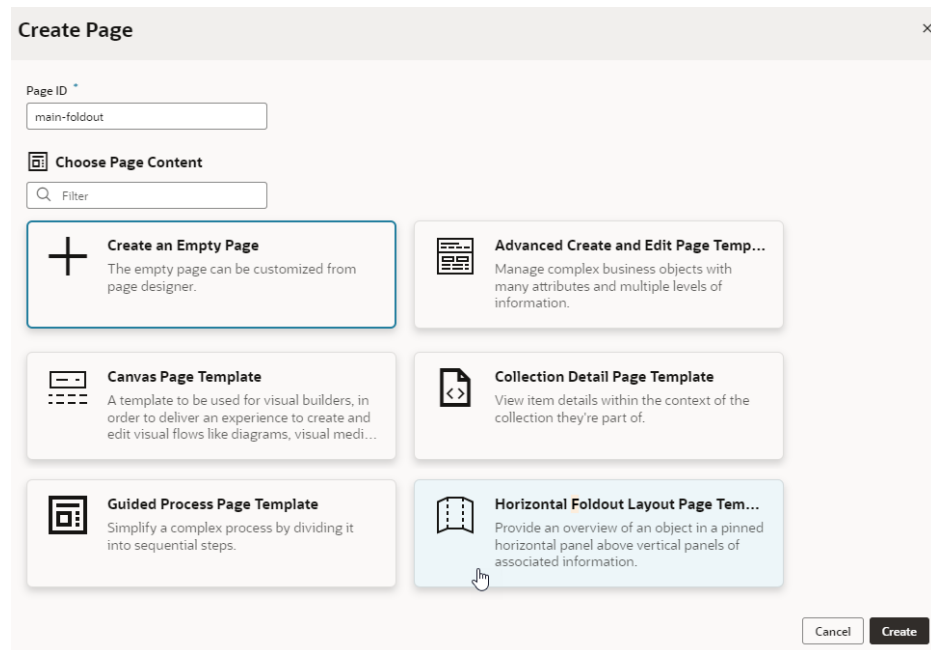 Create Page
Page ID *
main-foldout
Choose Page Content
Filter
Create an Empty Page
The empty page can be customized from
page designer.
Advanced Create and Edit Page Temp...
Manage complex business objects with
many attributes and multiple levels of
information.
Canvas Page Template
A template to be used for visual builders, in
order to deliver an experience to create and
edit visual flows like diagrams, visual medi...
Collection Detail Page Template
View item details within the context of the
collection they're part of.
Guided Process Page Template
Simplify a complex process by dividing it
into sequential steps.
Horizontal Foldout Layout Page Tem...
Provide an overview of an object in a pinned
horizontal panel above vertical panels of
associated information.
Cancel
Create